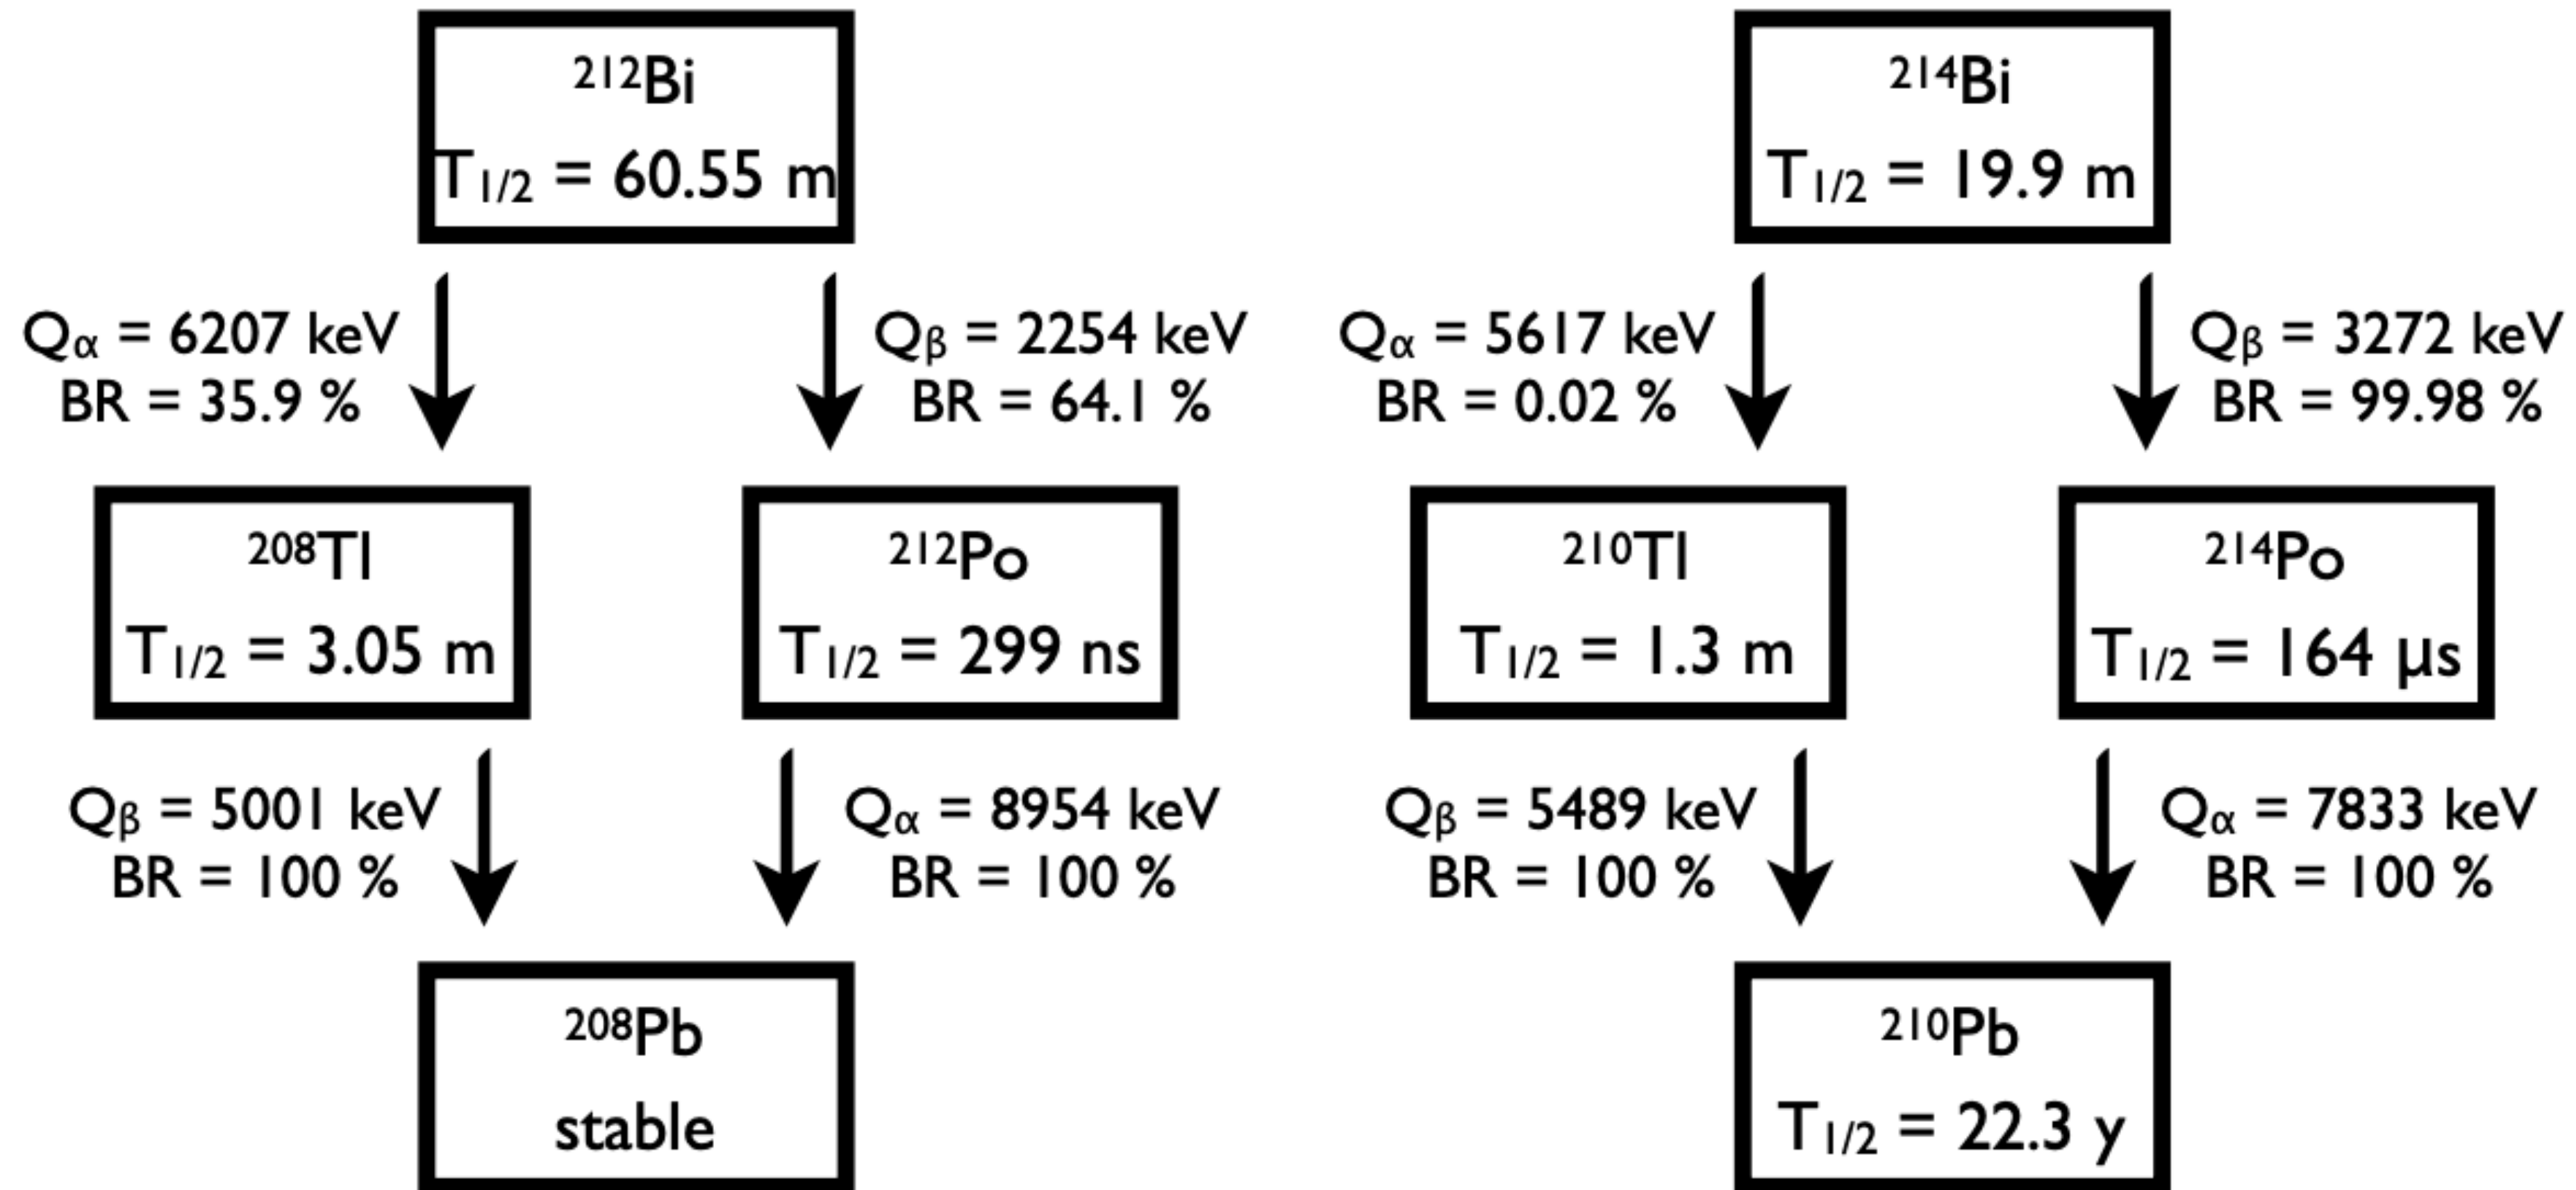 ²¹²Bi
T₁/₂ = 60.55 m
²¹⁴Bi
T₁/₂ = 19.9 m
Qα = 6207 keV
BR = 35.9 %
Qβ = 2254 keV
BR = 64.1 %
Qα = 5617 keV
BR = 0.02 %
Qβ = 3272 keV
BR = 99.98 %
²⁰⁸Tl
T₁/₂ = 3.05 m
²¹²Po
T₁/₂ = 299 ns
²¹⁰Tl
T₁/₂ = 1.3 m
²¹⁴Po
T₁/₂ = 164 µs
Qβ = 5001 keV
BR = 100 %
Qα = 8954 keV
BR = 100 %
Qβ = 5489 keV
BR = 100 %
Qα = 7833 keV
BR = 100 %
²⁰⁸Pb
stable
²¹⁰Pb
T₁/₂ = 22.3 y